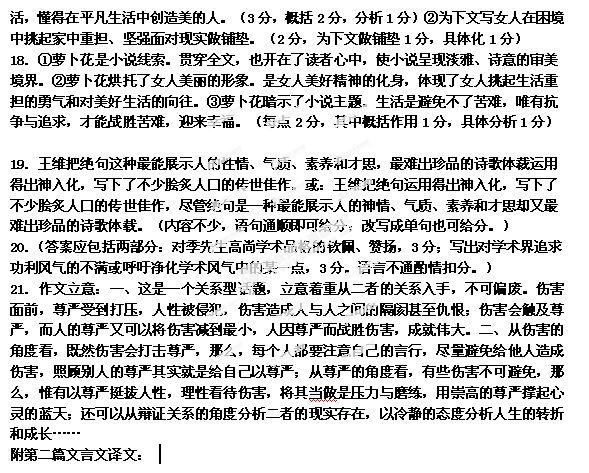 活，懂得在平凡生活中创造美的人。（3 分，概括 2 分，分析 1 分）②为下文写女人在困境
中挑起家中重担、坚强面对现实做铺垫。（2 分，为下文做铺垫 1 分，具体化 1 分）
18．①萝卜花是小说线索。贯穿全文，也开在了读者心中，使小说呈现淡雅、诗意的审美
境界。②萝卜花烘托了女人美丽的形象。是女人美好精神的化身，体现了女人挑起生活重
担的勇气和对美好生活的向往。③萝卜花暗示了小说主题。生活是避免不了苦难，唯有抗
争与追求，才能战胜苦难，迎来幸福。（每点 2 分，其中概括作用 1 分，具体分析 1 分）
19．王维把绝句这种最能展示人的性情、气质、素养和才思，最难出珍品的诗歌体裁运用
得出神入化，写下了不少脍炙人口的传世佳作。或：王维把绝句运用得出神入化，写下了
不少脍炙人口的传世佳作，尽管绝句是一种最能展示人的神情、气质、素养和才思却又最
难出珍品的诗歌体载。（内容不少，语句通顺即可给分；改写成单句也可给分。）
20．（答案应包括两部分：对季先生高尚学术品格的钦佩、赞扬，3 分；写出对学术界追求
功利风气的不满或呼吁净化学术风气中的某一点，3 分。语言不通酌情扣分。）
21．作文立意：一、这是一个关系型话题，立意着重从二者的关系入手，不可偏废。伤害
面前，尊严受到打压，人性被侵犯，伤害造成人与人之间的隔阂甚至仇恨；伤害会触及尊
严，而人的尊严又可以将伤害减到最小，人因尊严而战胜伤害，成就伟大。二、从伤害的
角度看，既然伤害会打击尊严，那么，每个人都要注意自己的言行，尽量避免给他人造成
伤害，照顾别人的尊严其实就是给自己以尊严；从尊严的角度看，有些伤害不可避免，那
么，惟有以尊严挺拨人性，理性看待伤害，将其当做是压力与磨练，用崇高的尊严撑起心
灵的蓝天；还可以从辩证关系的角度分析二者的现实存在，以冷静的态度分析人生的转折
和成长……
附第二篇文言文译文：